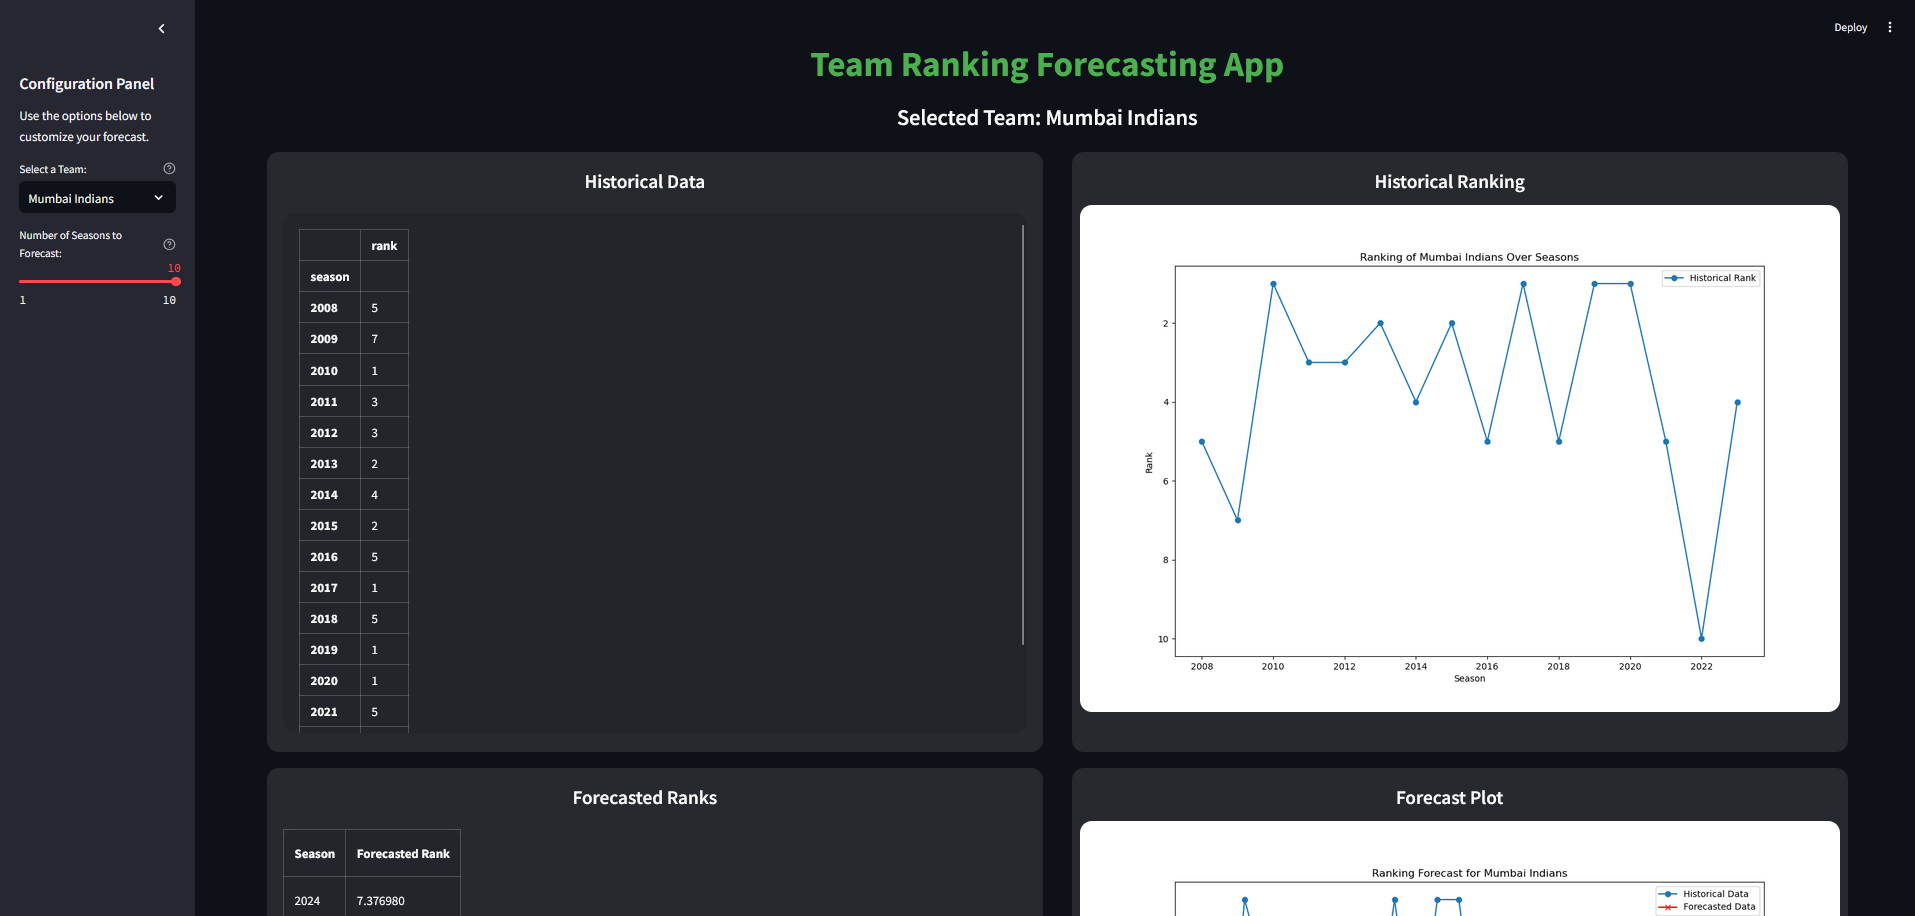 Deploy
Configuration Panel
Use the options below to
customize your forecast.
Select a Team:
Mumbai Indians
Number of Seasons to
Forecast:
10
1 10
Team Ranking Forecasting App
Selected Team: Mumbai Indians
Historical Data
rank
season
2008 5
2009 7
2010 1
2011 3
2012 3
2013 2
2014 4
2015 2
2016 5
2017 1
2018 5
2019 1
2020 1
2021 5
Historical Ranking
Ranking of Mumbai Indians Over Seasons
Historical Rank
2
4
6
8
10
Rank
2008 2010 2012 2014 2016 2018 2020 2022
Season
Forecasted Ranks
Season Forecasted Rank
2024 7.376980
Forecast Plot
Ranking Forecast for Mumbai Indians
Historical Data
Forecasted Data